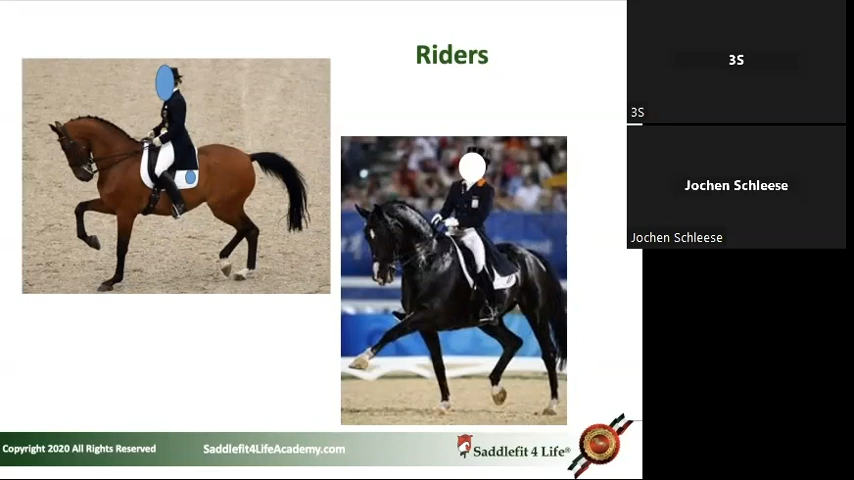 Riders
3S
3S
Jochen Schleese
Jochen Schleese
Copyright 2020 All Rights Reserved
Saddlefit4LifeAcademy.com
Saddlefit 4 Life®